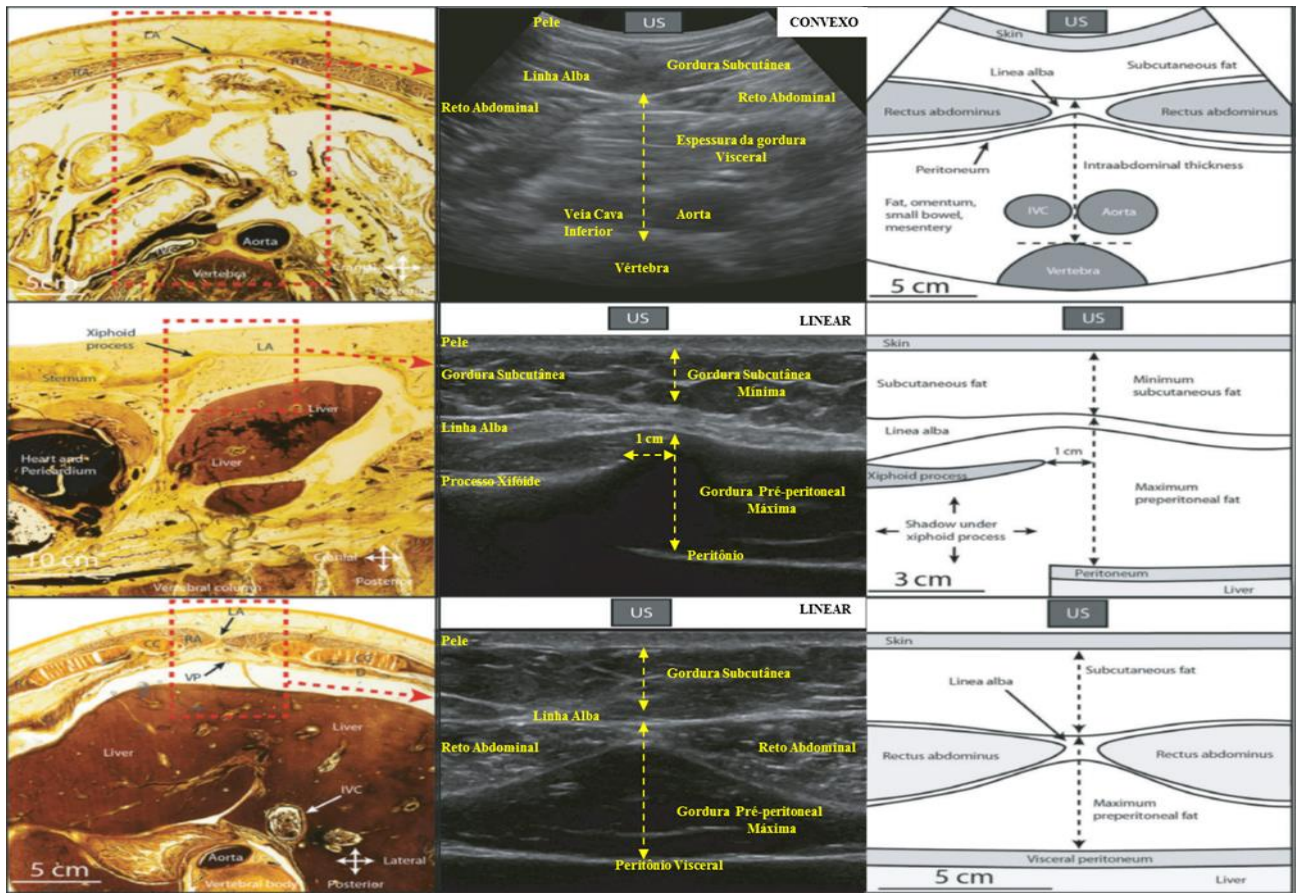 LA
RA
RA
Aorta
IVC
Vertebra
Cranial
Posterior
5cm
US
CONVEXO
Pele
Linha Alba
Gordura Subcutânea
Reto Abdominal
Reto Abdominal
Espessura da gordura
Visceral
Veia Cava
Inferior
Aorta
Vértebra
US
Skin
Linea alba
Subcutaneous fat
Rectus abdominus
Rectus abdominus
Peritoneum
Intraabdominal thickness
Fat, omentum,
small bowel,
mesentery
IVC
Aorta
Vertebra
5 cm
Xiphoid
process
LA
Sternum
Liver
Liver
Heart and
Pericardium
10 cm
Cranial
Posterior
Vertebral column
US
LINEAR
Pele
Gordura Subcutânea
Gordura Subcutânea
Mínima
Linha Alba
1 cm
Processo Xifóide
Gordura Pré-peritoneal
Máxima
Peritônio
US
Skin
Subcutaneous fat
Minimum
subcutaneous fat
Linea alba
1 cm
Xiphoid process
Maximum
preperitoneal fat
Shadow under
xiphoid process
3 cm
Peritoneum
Liver
LA
CC
RA
CC
VP
D
Liver
Liver
IVC
Aorta
Lateral
Posterior
Vertebral body
5 cm
US
LINEAR
Pele
Gordura Subcutânea
Linha Alba
Reto Abdominal
Reto Abdominal
Gordura Pré-peritoneal
Máxima
Peritônio Visceral
US
Skin
Subcutaneous fat
Linea alba
Rectus abdominus
Rectus abdominus
Maximum
preperitoneal fat
Visceral peritoneum
Liver
5 cm